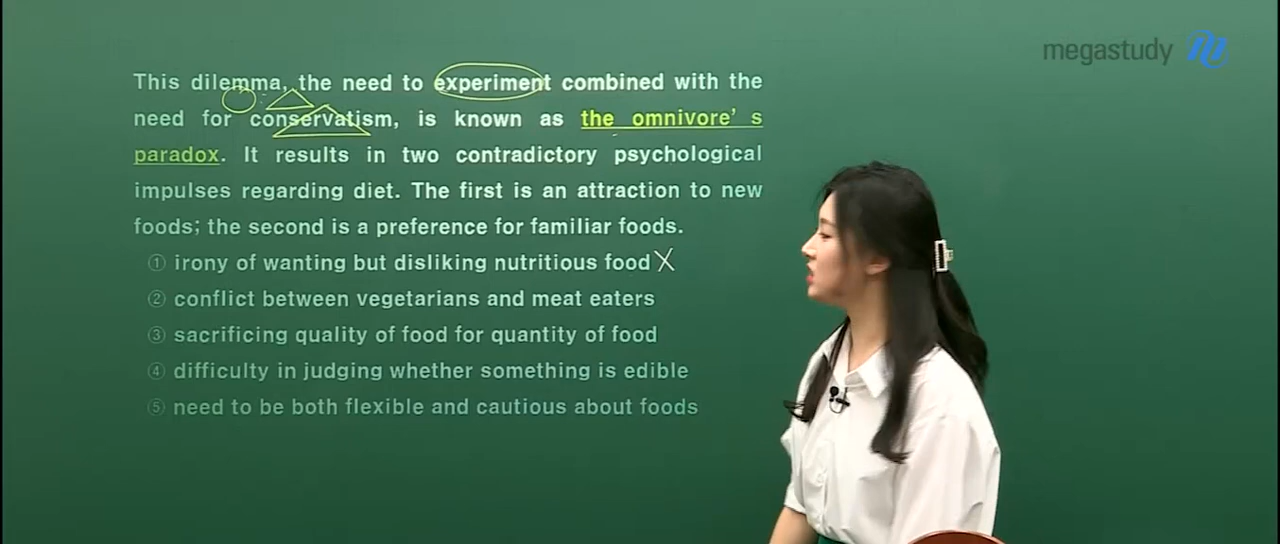 megastudy
This dilemma, the need to experiment combined with the
need for conservatism, is known as the omnivore' s
paradox. It results in two contradictory psychological
impulses regarding diet. The first is an attraction to new
foods; the second is a preference for familiar foods.
① irony of wanting but disliking nutritious food
② conflict between vegetarians and meat eaters
③ sacrificing quality of food for quantity of food
④ difficulty in judging whether something is edible
⑤ need to be both flexible and cautious about foods